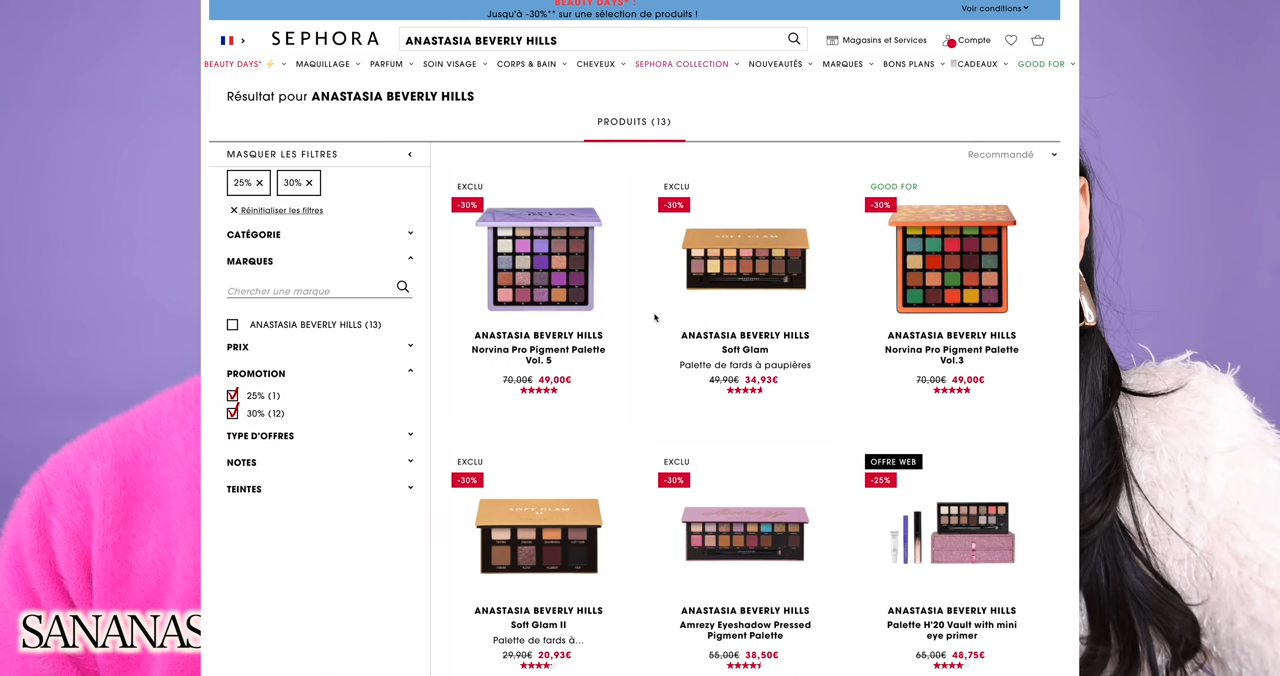 BEAUTY DAYS* :
Jusqu'à -30%** sur une sélection de produits !
Voir conditions
SEPHORA
ANASTASIA BEVERLY HILLS
Magasins et Services
Compte
BEAUTY DAYS* ⚡
MAQUILLAGE
PARFUM
SOIN VISAGE
CORPS & BAIN
CHEVEUX
SEPHORA COLLECTION
NOUVEAUTÉS
MARQUES
BONS PLANS
CADEAUX
GOOD FOR
Résultat pour ANASTASIA BEVERLY HILLS
PRODUITS (13)
MASQUER LES FILTRES
Recommandé
25% ✕
30% ✕
✕ Réinitialiser les filtres
CATÉGORIE
MARQUES
Chercher une marque
ANASTASIA BEVERLY HILLS (13)
PRIX
PROMOTION
25% (1)
30% (12)
TYPE D'OFFRES
NOTES
TEINTES
EXCLU
-30%
SOFT GLAM
ANASTASIA BEVERLY HILLS
Norvina Pro Pigment Palette
Vol. 5
70,00€ 49,00€
EXCLU
-30%
ANASTASIA BEVERLY HILLS
Soft Glam
Palette de fards à paupières
49,90€ 34,93€
GOOD FOR
-30%
ANASTASIA BEVERLY HILLS
Norvina Pro Pigment Palette
Vol.3
70,00€ 49,00€
EXCLU
-30%
SOFT GLAM
II
ANASTASIA BEVERLY HILLS
Soft Glam II
Palette de fards à...
29,90€ 20,93€
EXCLU
-30%
Amrezy
ANASTASIA BEVERLY HILLS
Amrezy Eyeshadow Pressed
Pigment Palette
55,00€ 38,50€
OFFRE WEB
-25%
ANASTASIA BEVERLY HILLS
Palette H'20 Vault with mini
eye primer
65,00€ 48,75€
SANANAS